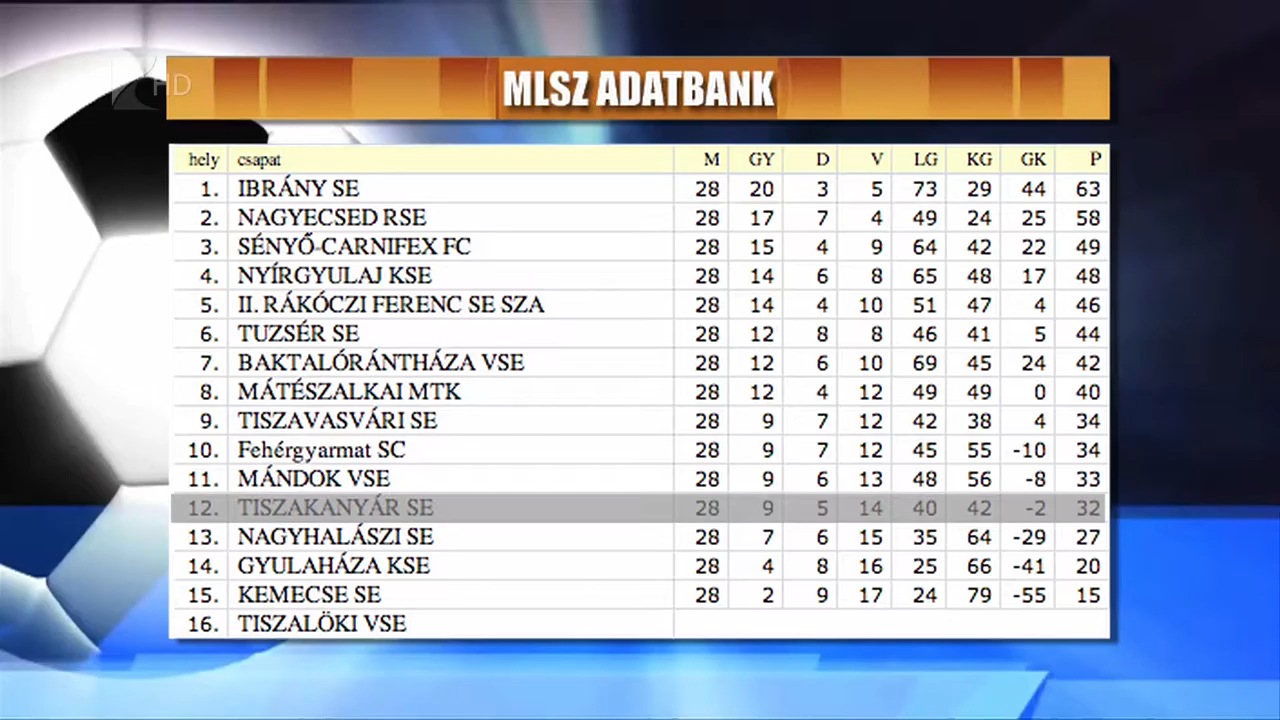 HD
MLSZ ADATBANK
hely csapat M GY D V LG KG GK P
1. IBRÁNY SE 28 20 3 5 73 29 44 63
2. NAGYECSED RSE 28 17 7 4 49 24 25 58
3. SÉNYŐ-CARNIFEX FC 28 15 4 9 64 42 22 49
4. NYÍRGYULAJ KSE 28 14 6 8 65 48 17 48
5. II. RÁKÓCZI FERENC SE SZA 28 14 4 10 51 47 4 46
6. TUZSÉR SE 28 12 8 8 46 41 5 44
7. BAKTALÓRÁNTHÁZA VSE 28 12 6 10 69 45 24 42
8. MÁTÉSZALKAI MTK 28 12 4 12 49 49 0 40
9. TISZAVASVÁRI SE 28 9 7 12 42 38 4 34
10. Fehérgyarmat SC 28 9 7 12 45 55 -10 34
11. MÁNDOK VSE 28 9 6 13 48 56 -8 33
12. TISZAKANYÁR SE 28 9 5 14 40 42 -2 32
13. NAGYHALÁSZI SE 28 7 6 15 35 64 -29 27
14. GYULAHÁZA KSE 28 4 8 16 25 66 -41 20
15. KEMECSE SE 28 2 9 17 24 79 -55 15
16. TISZALÖKI VSE